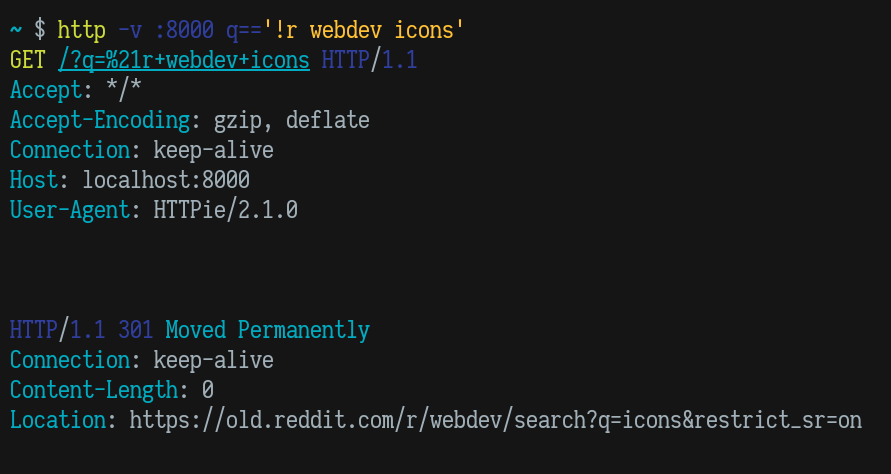 ~ $ http -v :8000 q=='!r webdev icons'
GET /?q=%21r+webdev+icons HTTP/1.1
Accept: */*
Accept-Encoding: gzip, deflate
Connection: keep-alive
Host: localhost:8000
User-Agent: HTTPie/2.1.0
HTTP/1.1 301 Moved Permanently
Connection: keep-alive
Content-Length: 0
Location: https://old.reddit.com/r/webdev/search?q=icons&restrict_sr=on